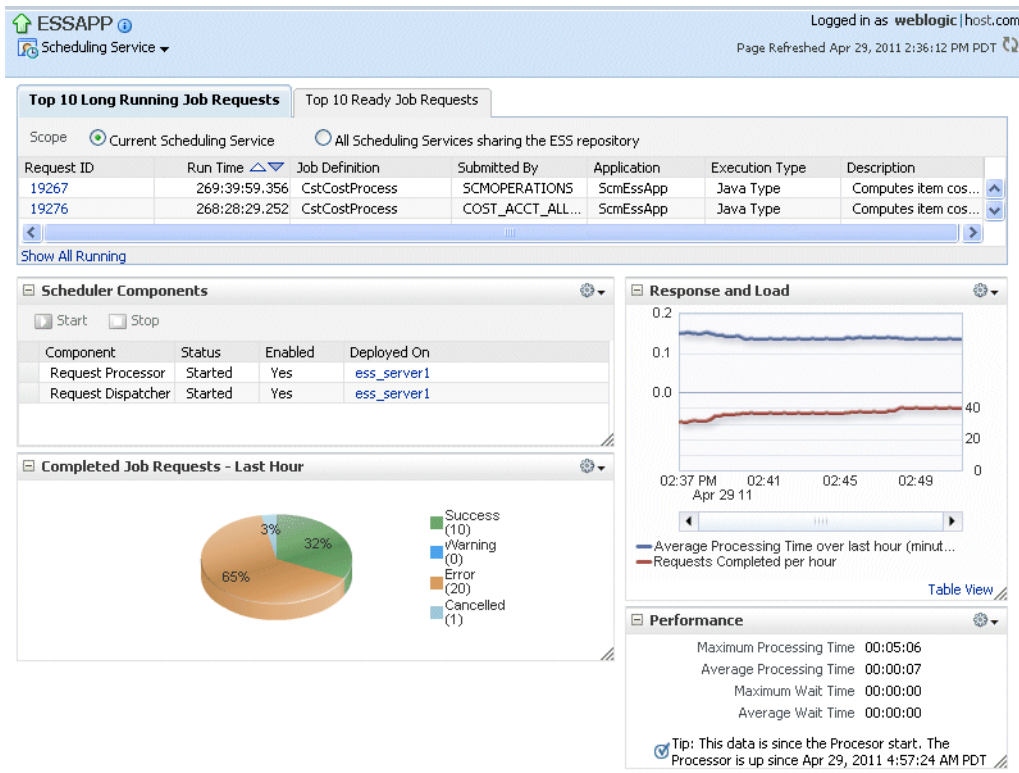 ESSAPP
Logged in as weblogic|host.com
Scheduling Service
Page Refreshed Apr 29, 2011 2:36:12 PM PDT
Top 10 Long Running Job Requests
Top 10 Ready Job Requests
Scope Current Scheduling Service All Scheduling Services sharing the ESS repository
Request ID Run Time Job Definition Submitted By Application Execution Type Description
19267 269:39:59.356 CstCostProcess SCMOPERATIONS ScmEssApp Java Type Computes item cos...
19276 268:28:29.252 CstCostProcess COST_ACCT_ALL... ScmEssApp Java Type Computes item cos...
Show All Running
Scheduler Components
Start Stop
Component Status Enabled Deployed On
Request Processor Started Yes ess_server1
Request Dispatcher Started Yes ess_server1
Completed Job Requests - Last Hour
3%
32%
65%
Success
(10)
Warning
(0)
Error
(20)
Cancelled
(1)
Response and Load
0.2
0.1
0.0
40
20
0
02:37 PM 02:41 02:45 02:49
Apr 29 11
Average Processing Time over last hour (minut...
Requests Completed per hour
Table View
Performance
Maximum Processing Time 00:05:06
Average Processing Time 00:00:07
Maximum Wait Time 00:00:00
Average Wait Time 00:00:00
Tip: This data is since the Procesor start. The
Processor is up since Apr 29, 2011 4:57:24 AM PDT